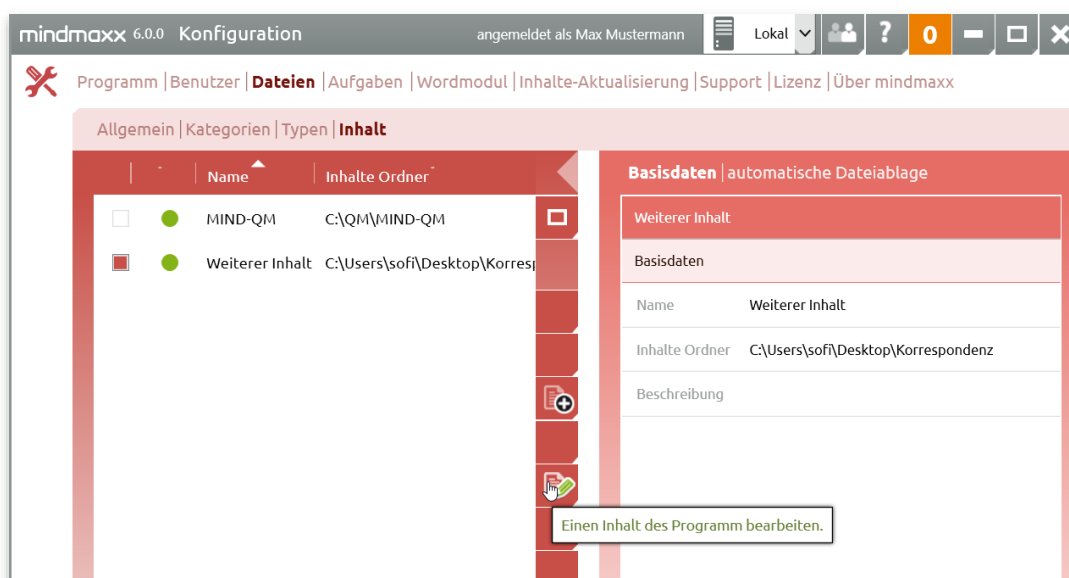 mindmaxx 6.0.0 Konfiguration angemeldet als Max Mustermann Lokal ? 0
Programm | Benutzer | Dateien | Aufgaben | Wordmodul | Inhalte-Aktualisierung | Support | Lizenz | Über mindmaxx
Allgemein | Kategorien | Typen | Inhalt
Name Inhalte Ordner
MIND-QM C:\QM\MIND-QM
Weiterer Inhalt C:\Users\sofi\Desktop\Korresp
Basisdaten | automatische Dateiablage
Weiterer Inhalt
Basisdaten
Name Weiterer Inhalt
Inhalte Ordner C:\Users\sofi\Desktop\Korrespondenz
Beschreibung
Einen Inhalt des Programm bearbeiten.